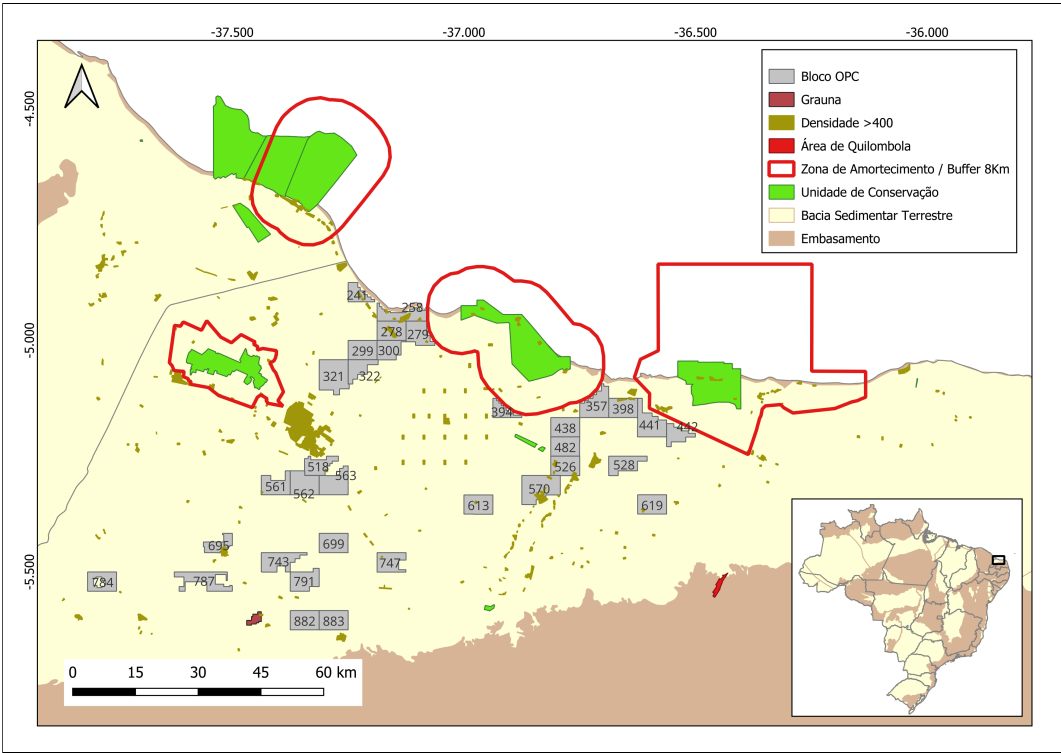 -37.500 -37.000 -36.500 -36.000
-4.5000
-5.0000
-5.5000
Bloco OPC
Grauna
Densidade >400
Área de Quilombola
Zona de Amortecimento / Buffer 8Km
Unidade de Conservação
Bacia Sedimentar Terrestre
Embasamento
241
258
278 279
299 300
321 322
394 357 398
441 442
438
482
526 528
518
563
561
562
570
613 619
695 699
743 747
784 787 791
882 883
0 15 30 45 60 km